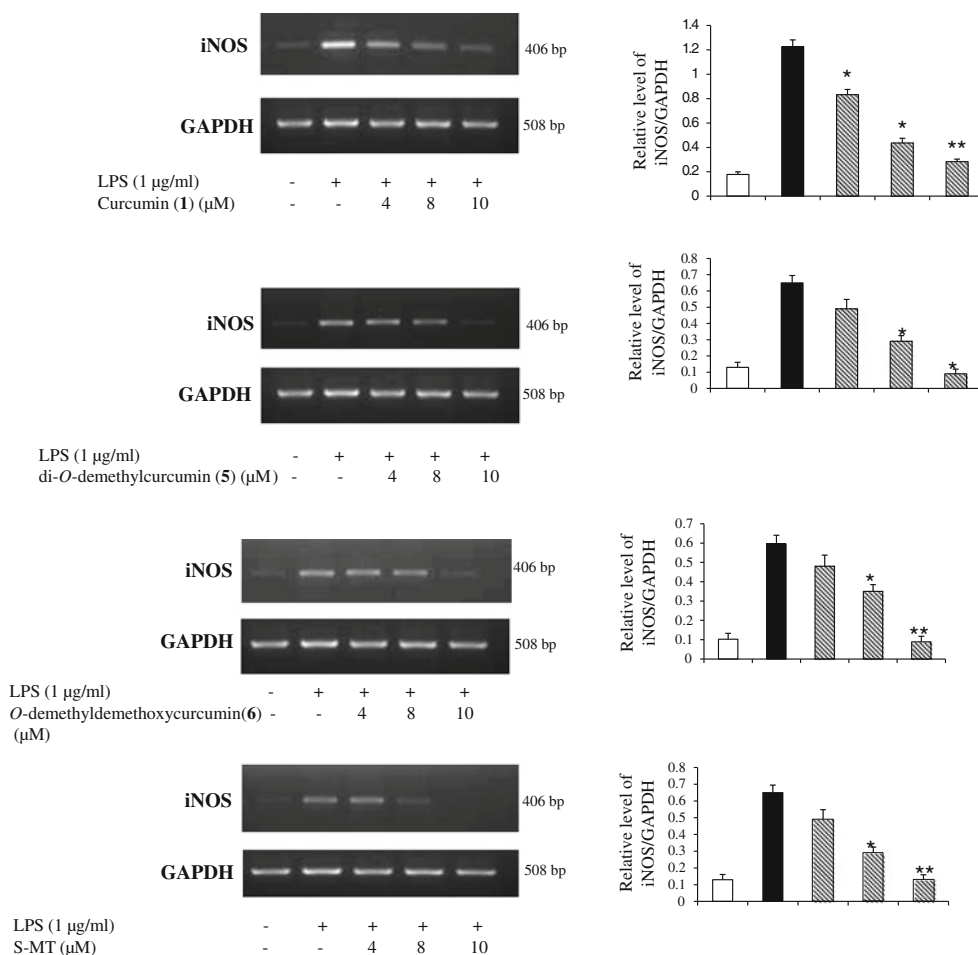 iNOS
406 bp
GAPDH
508 bp
LPS (1 µg/ml) - + + + +
Curcumin (1) (µM) - - 4 8 10
Relative level of
iNOS/GAPDH
1.4
1.2
1
0.8
0.6
0.4
0.2
0
*
*
**
iNOS
406 bp
GAPDH
508 bp
LPS (1 µg/ml) - + + + +
di-O-demethylcurcumin (5) (µM) - - 4 8 10
Relative level of
iNOS/GAPDH
0.8
0.7
0.6
0.5
0.4
0.3
0.2
0.1
0
*
*
iNOS
406 bp
GAPDH
508 bp
LPS (1 µg/ml) - + + + +
O-demethyldemethoxycurcumin(6) - - 4 8 10
(µM)
Relative level of
iNOS/GAPDH
0.7
0.6
0.5
0.4
0.3
0.2
0.1
0
*
**
iNOS
406 bp
GAPDH
508 bp
LPS (1 µg/ml) - + + + +
S-MT (µM) - - 4 8 10
Relative level of
iNOS/GAPDH
0.8
0.7
0.6
0.5
0.4
0.3
0.2
0.1
0
*
**